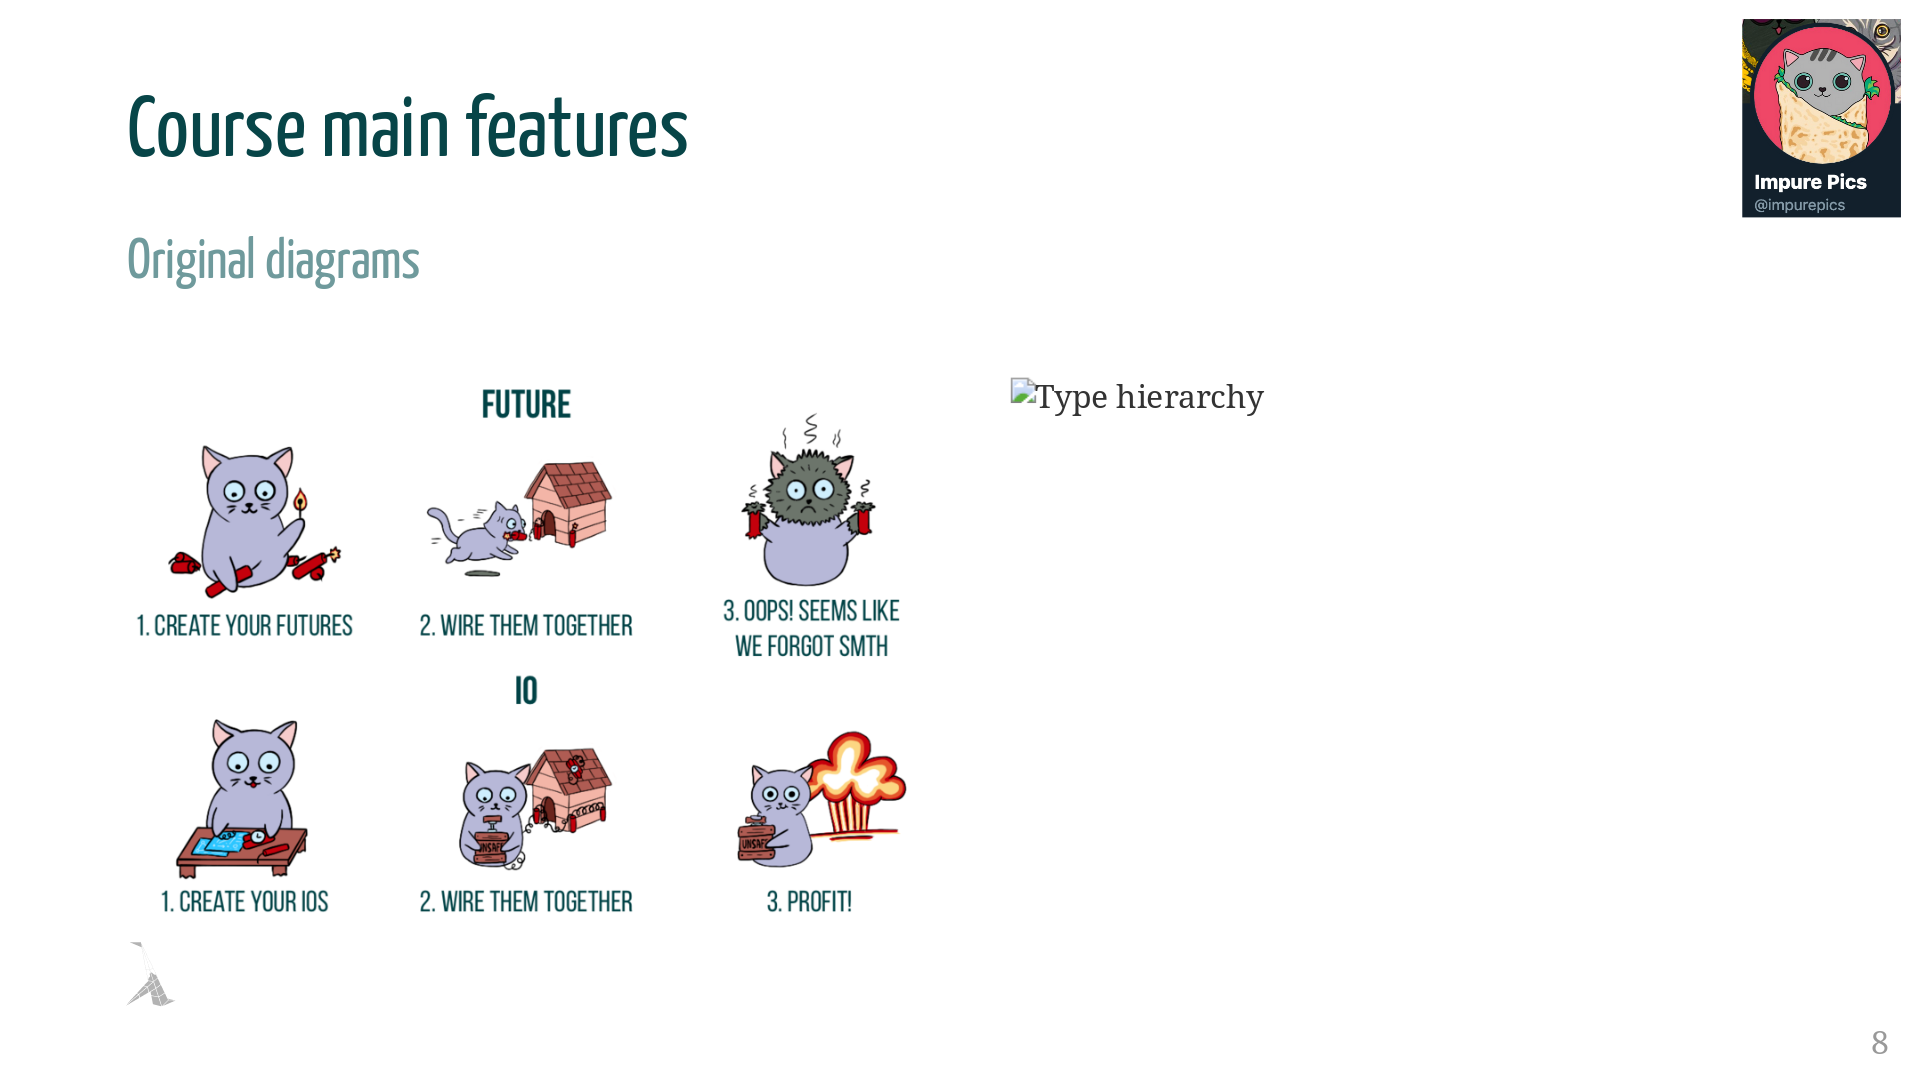 Course main features
Impure Pics
@impurepics
Original diagrams
FUTURE
1. CREATE YOUR FUTURES
2. WIRE THEM TOGETHER
3. OOPS! SEEMS LIKE
WE FORGOT SMTH
IO
UNSAFE
UNSAFE
1. CREATE YOUR IOS
2. WIRE THEM TOGETHER
3. PROFIT!
Type hierarchy
8